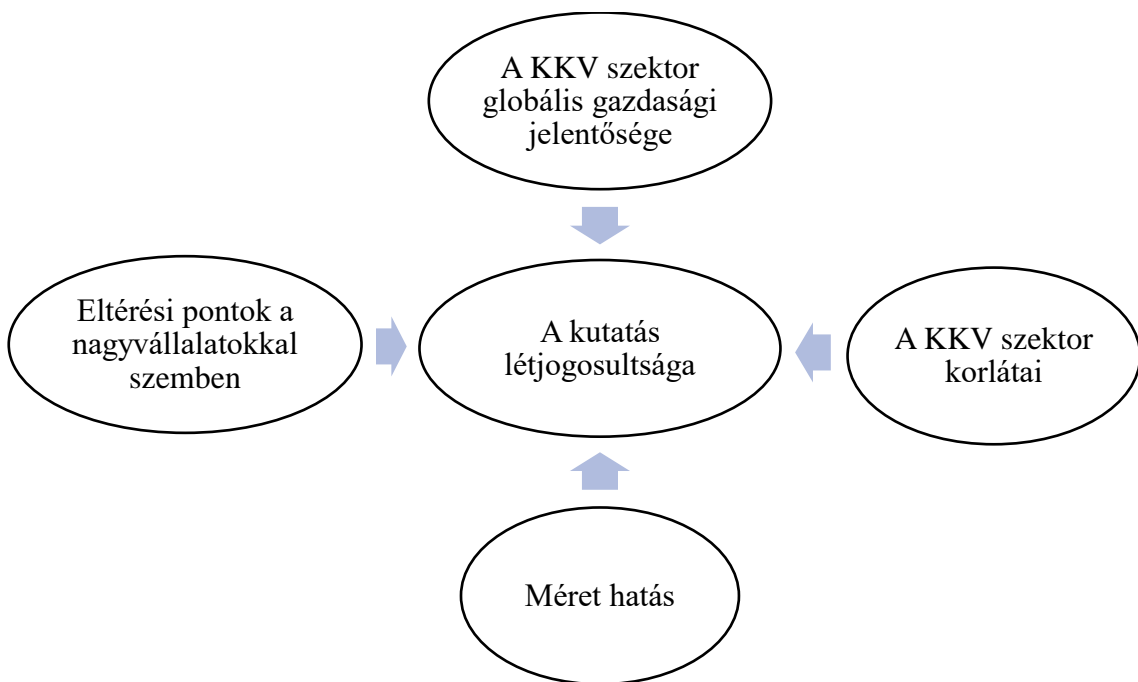 A KKV szektor
globális gazdasági
jelentősége
Eltérési pontok a
nagyvállalatokkal
szemben
A kutatás
létjogosultsága
A KKV szektor
korlátai
Méret hatás